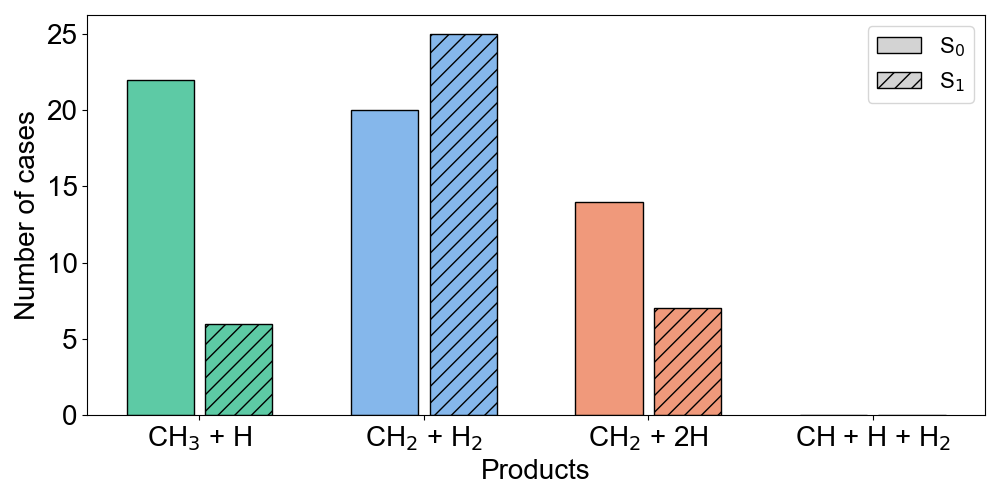 25
20
15
10
5
0
Number of cases
S₀
S₁
CH₃ + H
CH₂ + H₂
CH₂ + 2H
CH + H + H₂
Products